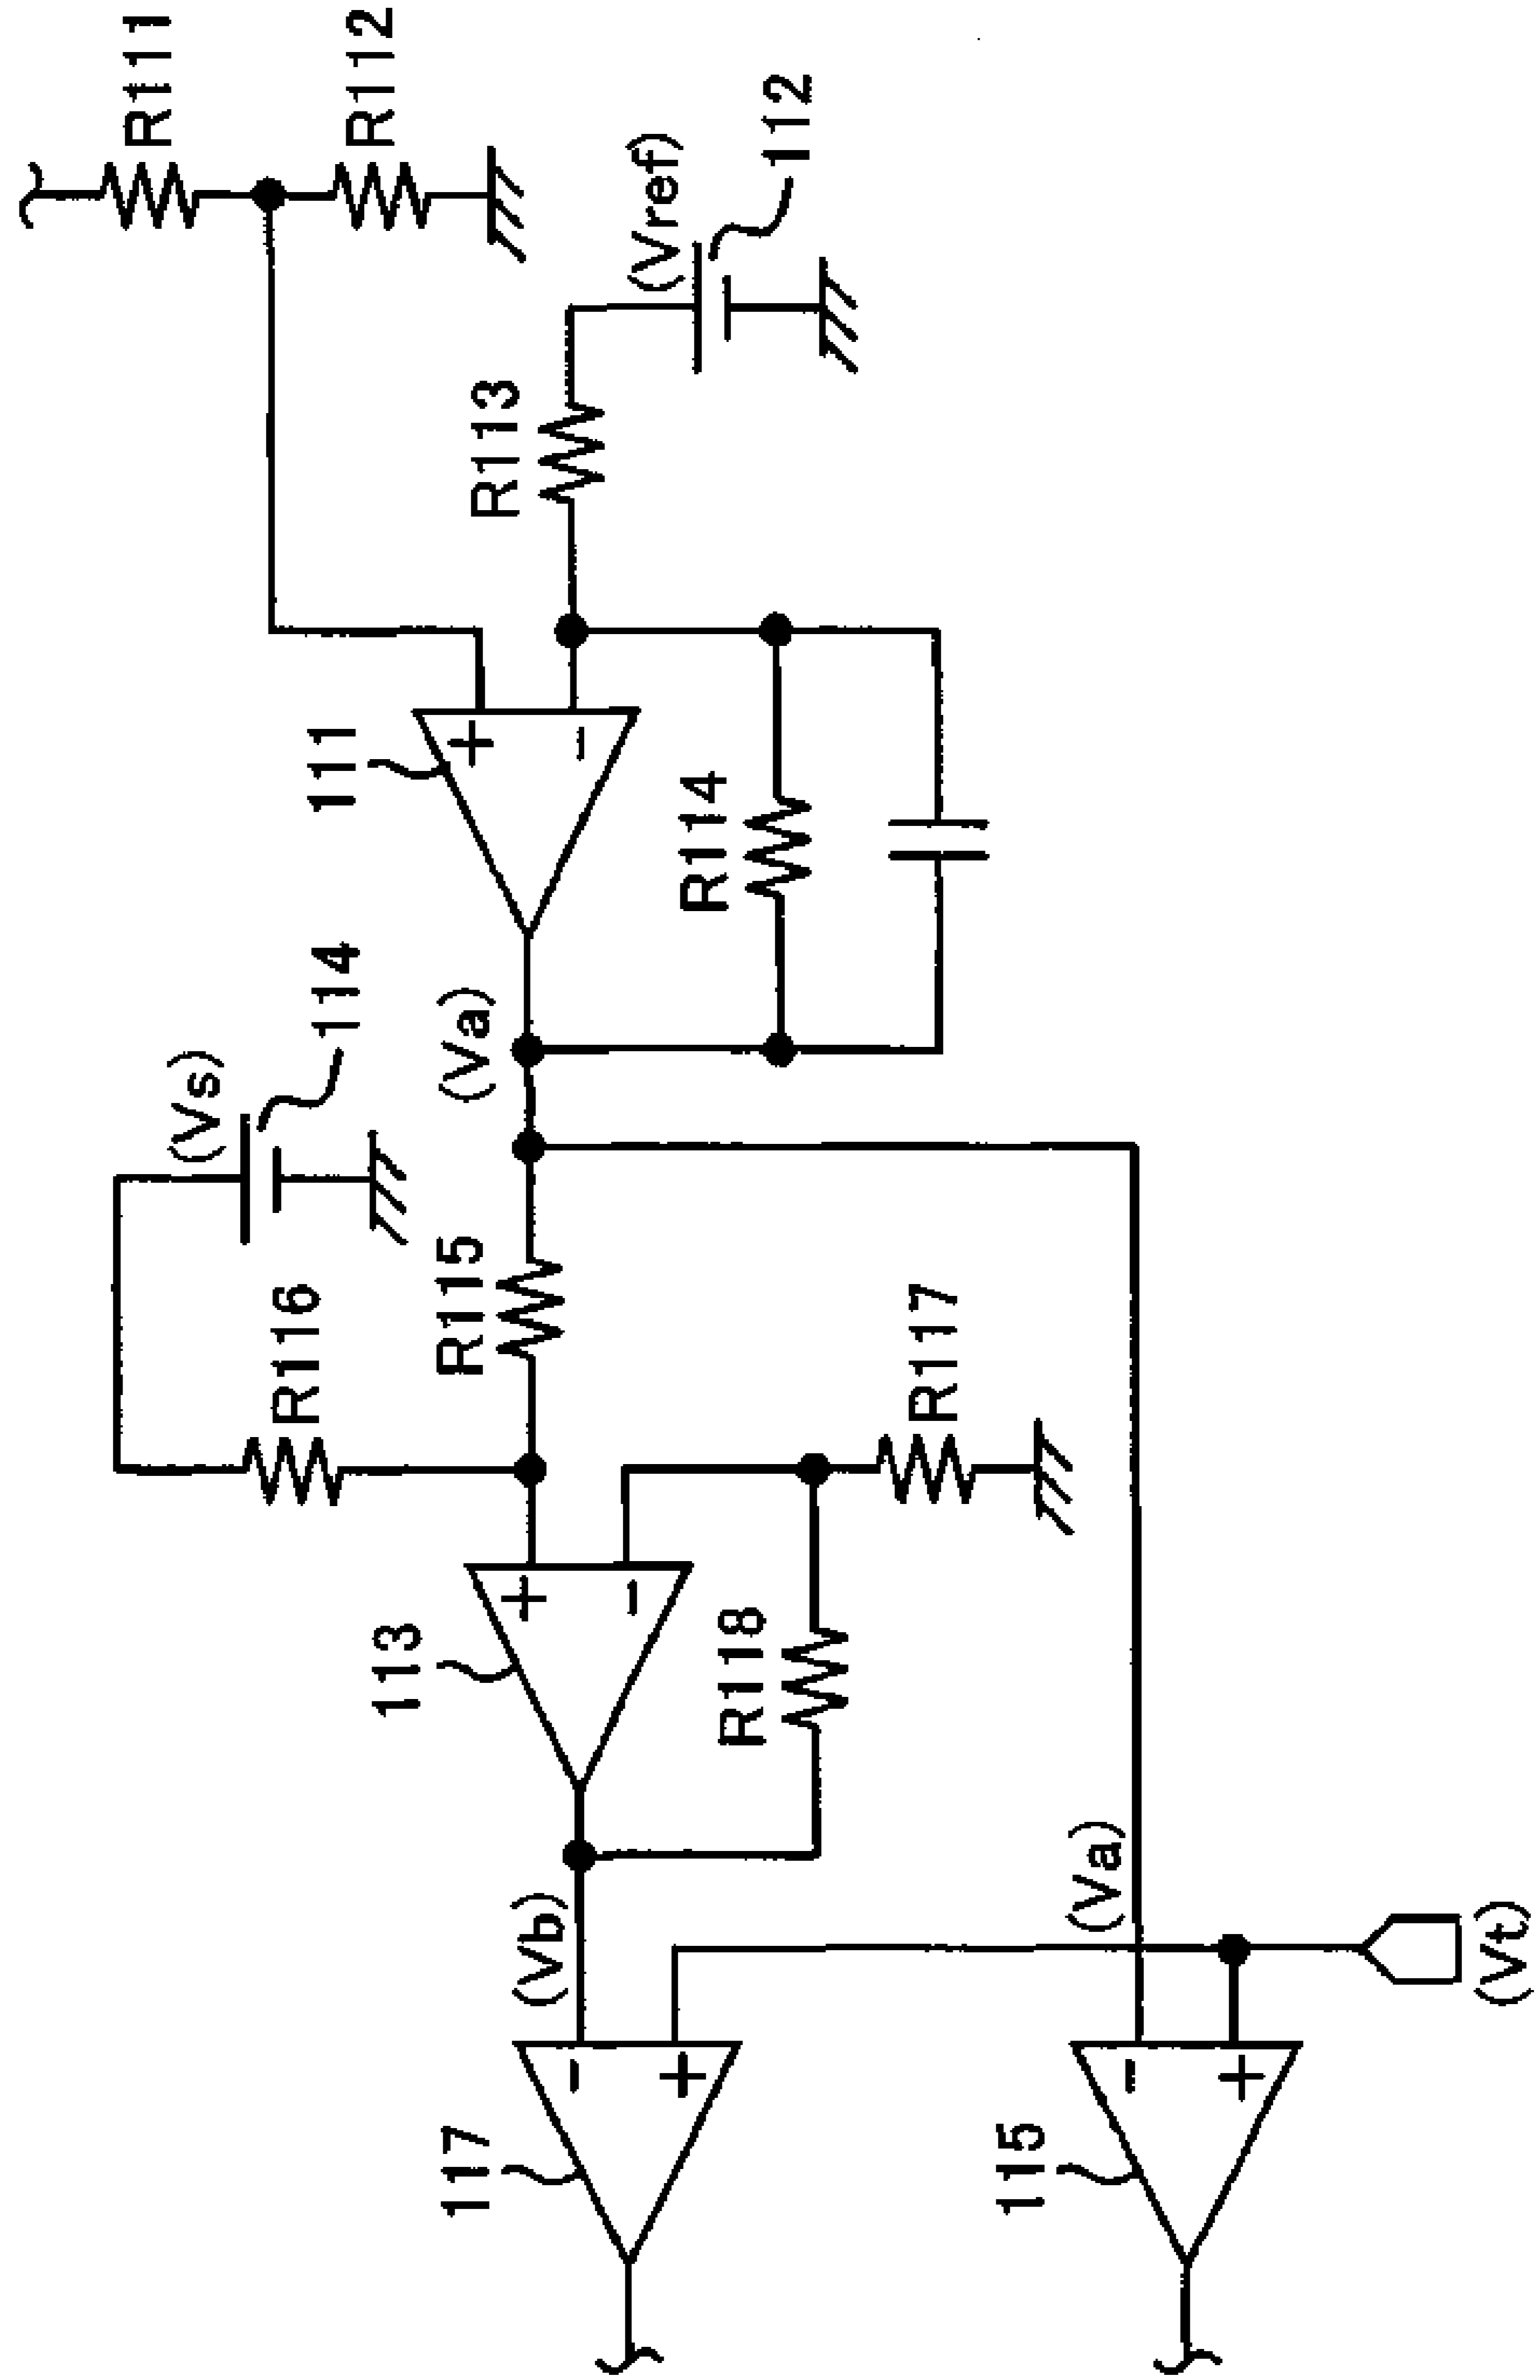 R111
R112
(Vref)
112
R113
111
R114
(Vs)
114
(Va)
R116
R115
R117
113
R118
(Vb)
(Va)
(Vt)
117
115
+
-
+
-
-
+
-
+